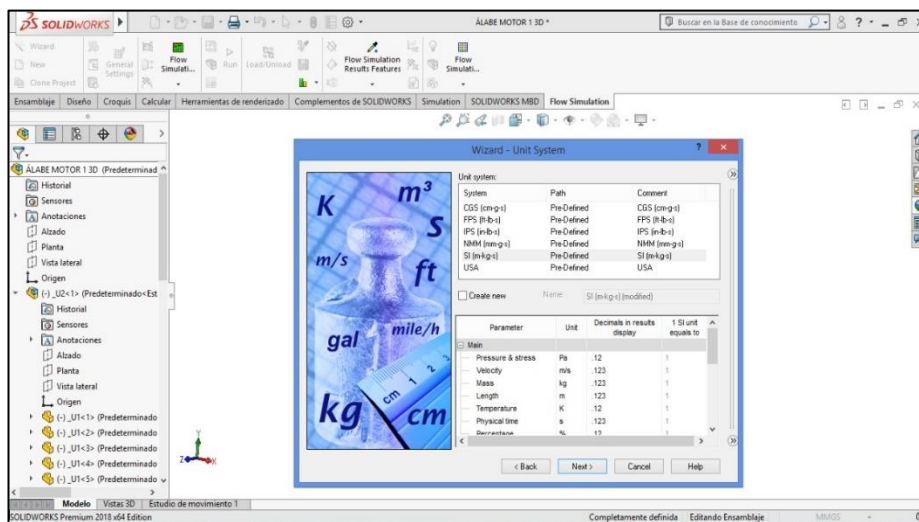 SOLIDWORKS
ÁLABE MOTOR 1 3D *
Buscar en la Base de conocimiento
Wizard
New
Clone Project
General Settings
Flow Simulati...
Run
Load/Unload
Flow Simulation Results Features
Flow Simulati...
Ensamblaje Diseño Croquis Calcular Herramientas de renderizado Complementos de SOLIDWORKS Simulation SOLIDWORKS MBD Flow Simulation
ÁLABE MOTOR 1 3D (Predeterminad
Historial
Sensores
Anotaciones
Alzado
Planta
Vista lateral
Origen
(-) _U2<1> (Predeterminado<Est
Historial
Sensores
Anotaciones
Alzado
Planta
Vista lateral
Origen
(-) _U1<1> (Predeterminado
(-) _U1<2> (Predeterminado
(-) _U1<3> (Predeterminado
(-) _U1<4> (Predeterminado
(-) _U1<5> (Predeterminado
Wizard - Unit System
K
m³
S
m/s
ft
gal
mile/h
cm 1 2 3
kg
cm
Unit system:
System Path Comment
CGS (cm-g-s) Pre-Defined CGS (cm-g-s)
FPS (ft-lb-s) Pre-Defined FPS (ft-lb-s)
IPS (in-lb-s) Pre-Defined IPS (in-lb-s)
NMM (mm-g-s) Pre-Defined NMM (mm-g-s)
SI (m-kg-s) Pre-Defined SI (m-kg-s)
USA Pre-Defined USA
Create new Name: SI (m-kg-s) (modified)
Parameter Unit Decimals in results display 1 SI unit equals to
Main
Pressure & stress Pa .12 1
Velocity m/s .123 1
Mass kg .123 1
Length m .123 1
Temperature K .12 1
Physical time s .123 1
Percentage % .12 1
< Back Next > Cancel Help
Y
Z X
Modelo Vistas 3D Estudio de movimiento 1
SOLIDWORKS Premium 2018 x64 Edition Completamente definida Editando Ensamblaje MMGS